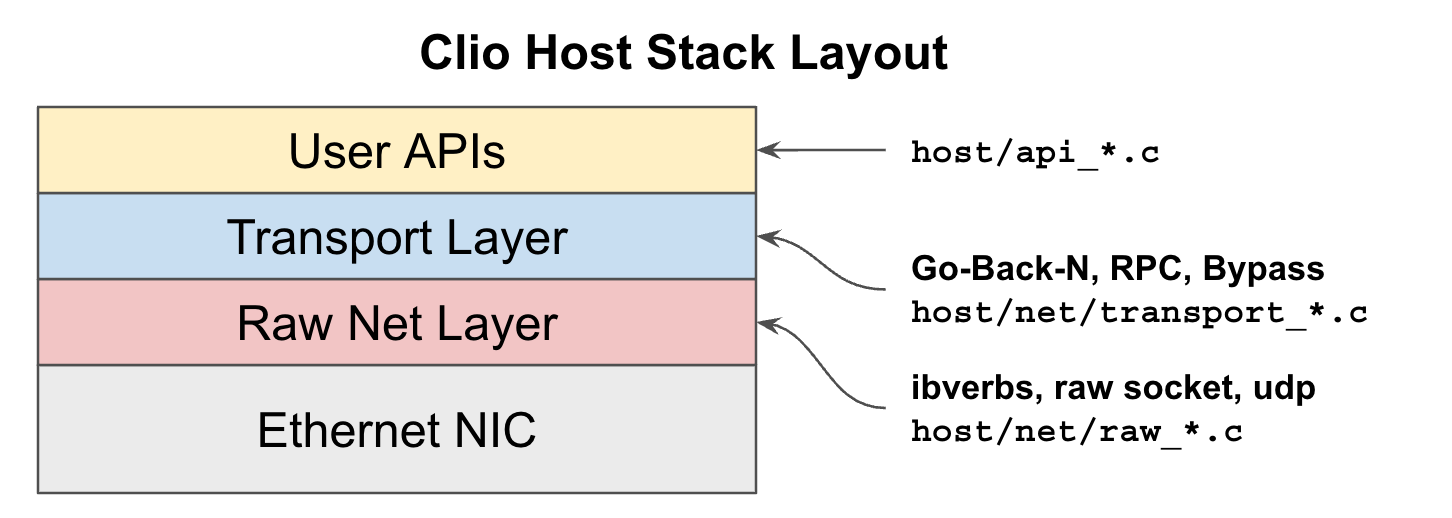 Clio Host Stack Layout
User APIs
host/api_*.c
Transport Layer
Go-Back-N, RPC, Bypass
host/net/transport_*.c
Raw Net Layer
ibverbs, raw socket, udp
host/net/raw_*.c
Ethernet NIC